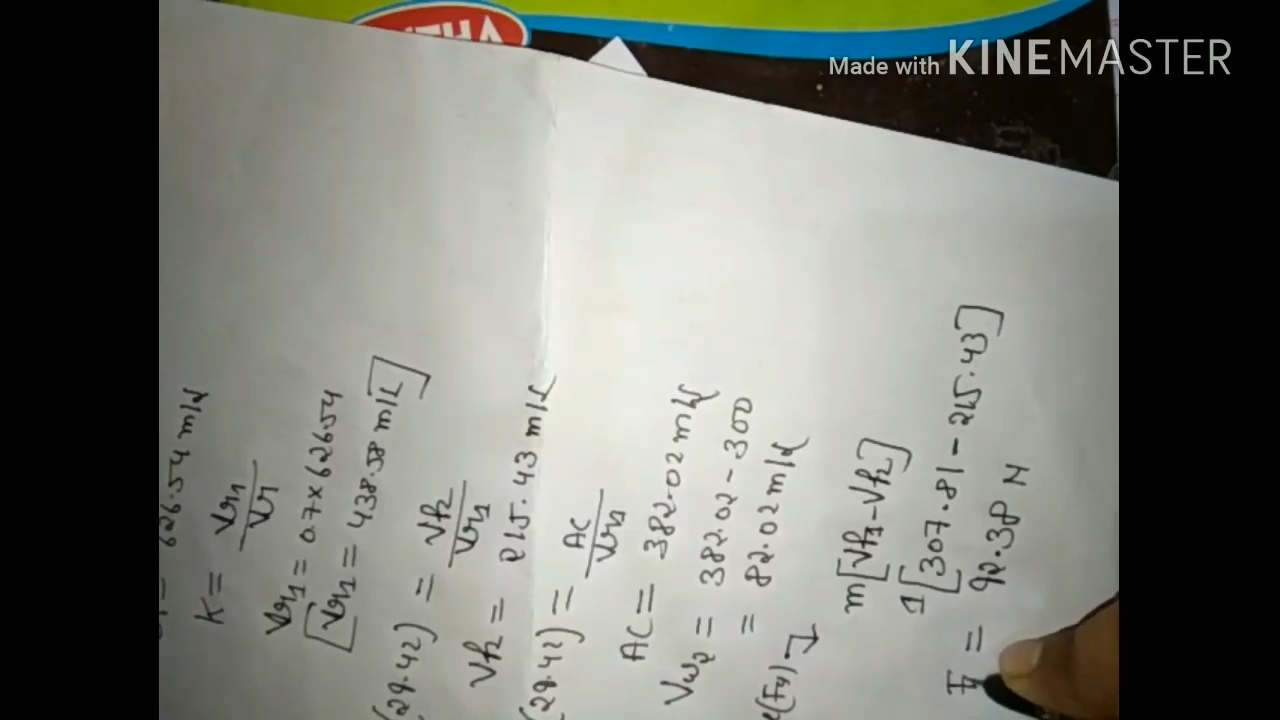 Made with KINEMASTER
= 626.54 m/s
K = Vr1/Vr
Vr1 = 0.7 × 626.54
[Vr1 = 438.58 m/s]
(29.42) = Vf2/Vr1
Vf2 = 215.43 m/s
(29.42) = AC/Vr1
AC = 382.02 m/s
Vw2 = 382.02 - 300
= 82.02 m/s
(Fy) →
m[Vf1 - Vf2]
1[307.81 - 215.43]
Fy = 92.38 N